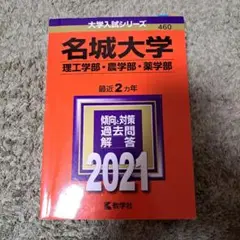 大学入試シリーズ
460
名城大学
理工学部・農学部・薬学部
最近2カ年
傾向と対策
過去問
解答
2021
教学社